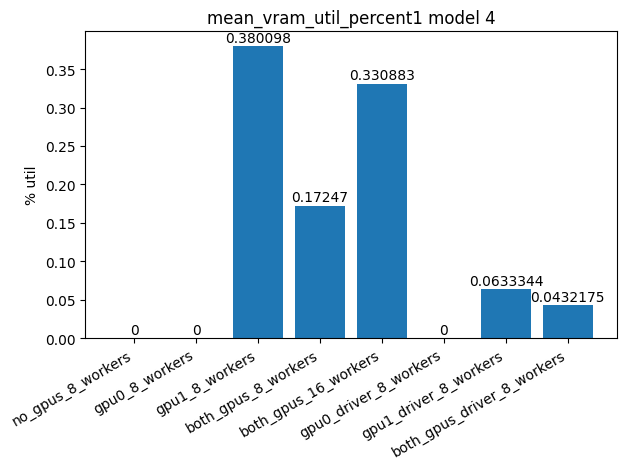 mean_vram_util_percent1 model 4
0.380098
0.330883
0.17247
0.0633344
0.0432175
0
0
0
% util
0.35
0.30
0.25
0.20
0.15
0.10
0.05
0.00
no_gpus_8_workers
gpu0_8_workers
gpu1_8_workers
both_gpus_8_workers
both_gpus_16_workers
gpu0_driver_8_workers
gpu1_driver_8_workers
both_gpus_driver_8_workers